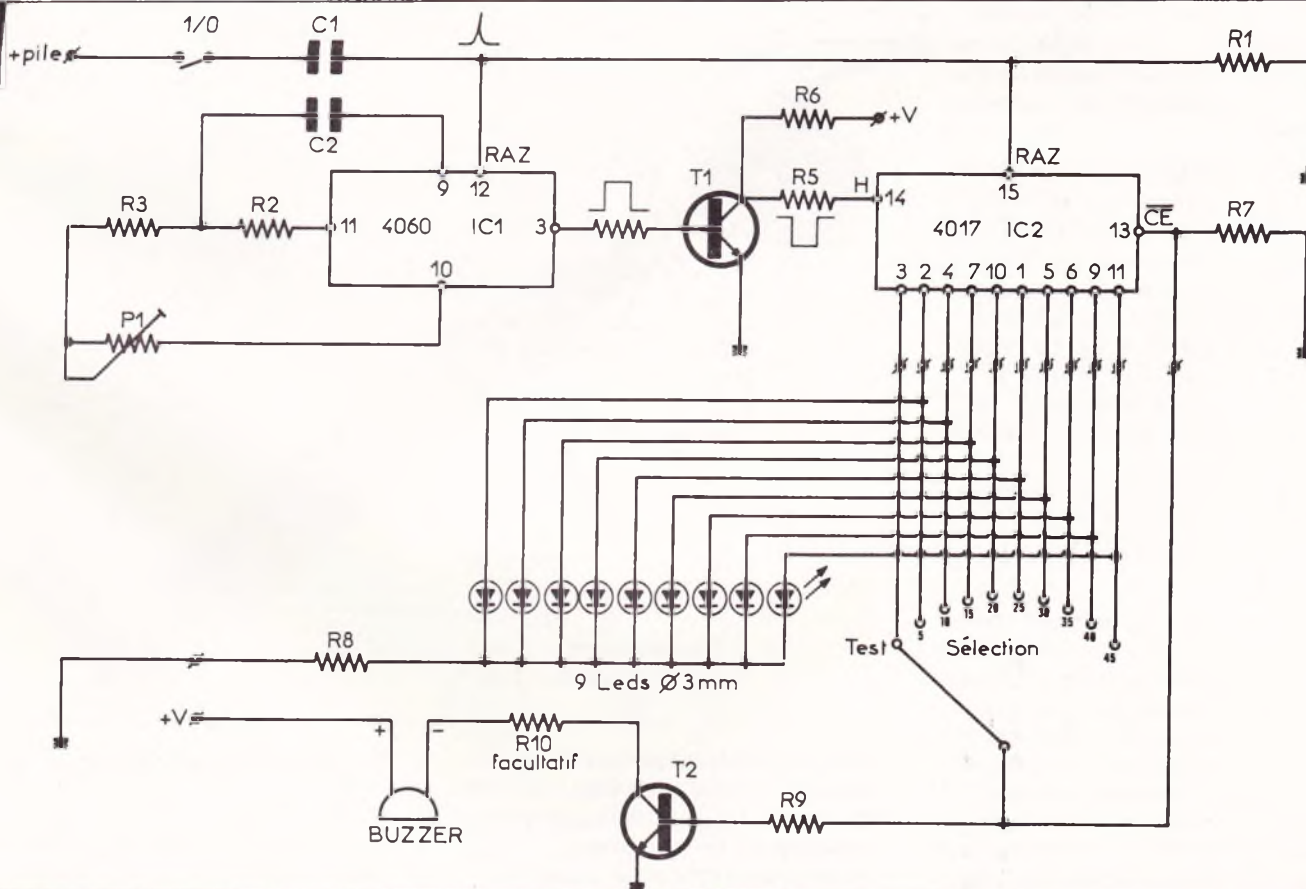 1/0
C1
R1
+pile
R6
+V
C2
RAZ
RAZ
9 12
T1
R5
H
14
15
R3
R2
11
4060 IC1
3
4017 IC2
13
CE
R7
10
3 2 4 7 10 1 5 6 9 11
P1
5 10 15 20 25 30 35 40 45
Test
Sélection
R8
9 Leds Ø3mm
+V
+
-
R10
facultatif
T2
R9
BUZZER